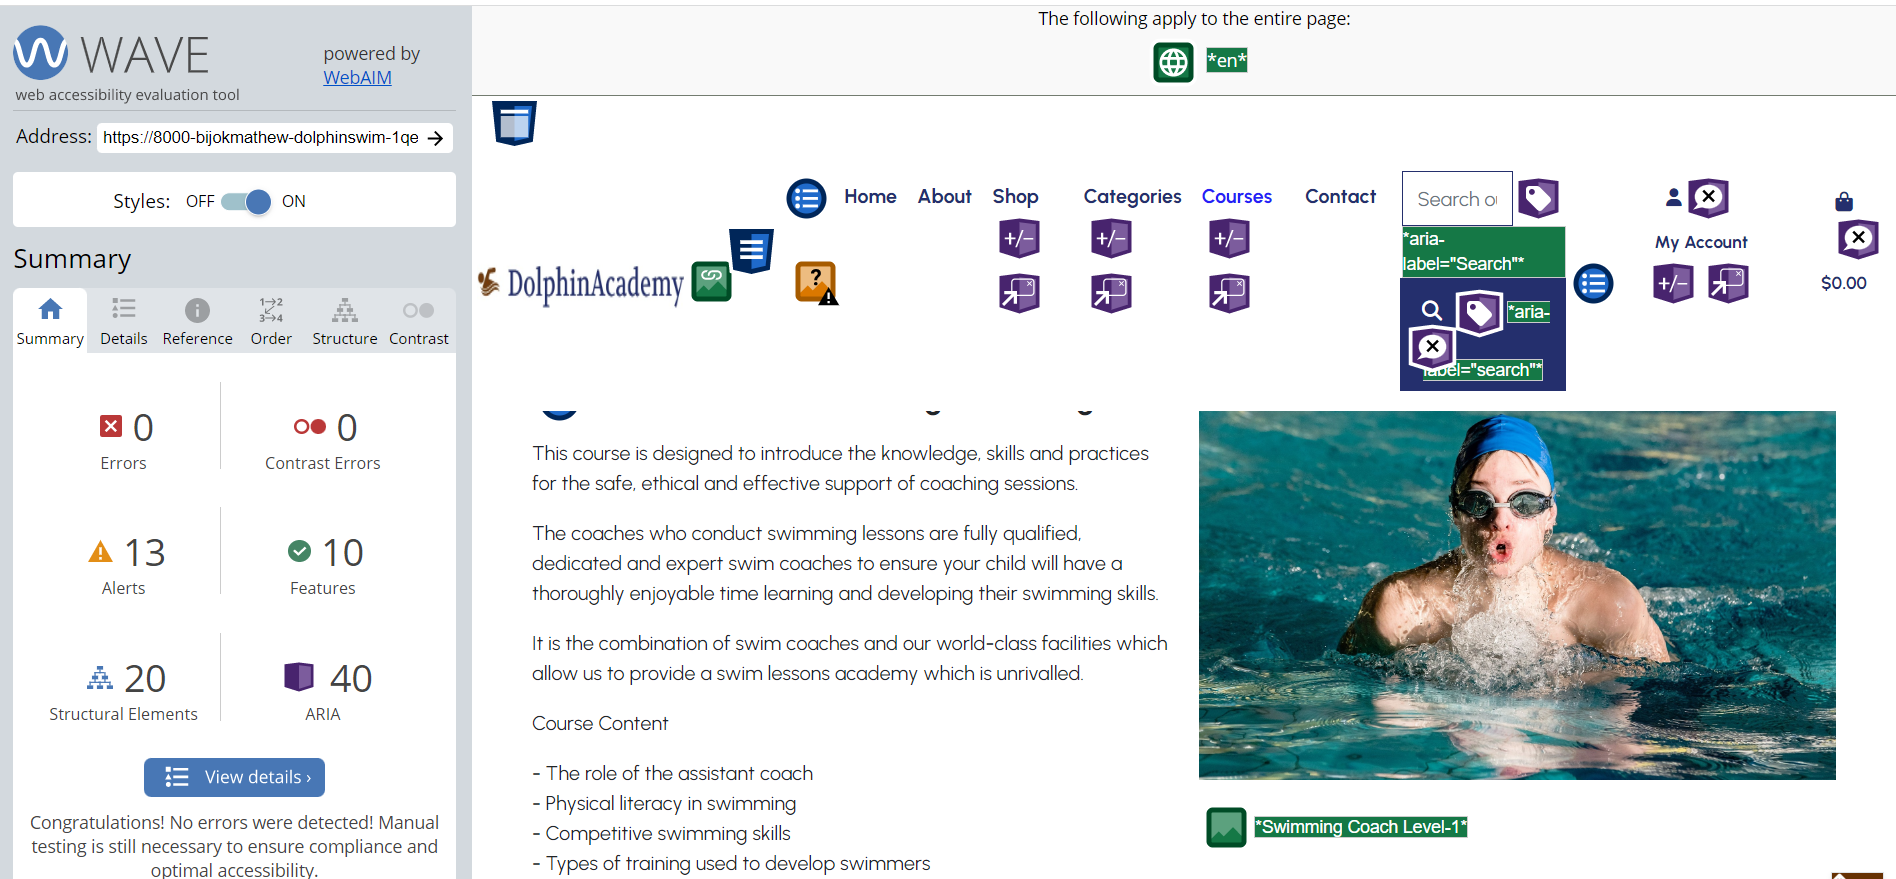 WAVE
web accessibility evaluation tool
powered by
WebAIM
Address: https://8000-bijokmathew-dolphinswim-1qe
Styles: OFF ON
Summary
Summary Details Reference Order Structure Contrast
0
Errors
0
Contrast Errors
13
Alerts
10
Features
20
Structural Elements
40
ARIA
View details ›
Congratulations! No errors were detected! Manual
testing is still necessary to ensure compliance and
optimal accessibility.
The following apply to the entire page:
*en*
DolphinAcademy
Home About Shop Categories Courses Contact
Search o
*aria-
label="Search"*
*aria-
label="search"*
My Account
$0.00
This course is designed to introduce the knowledge, skills and practices
for the safe, ethical and effective support of coaching sessions.
The coaches who conduct swimming lessons are fully qualified,
dedicated and expert swim coaches to ensure your child will have a
thoroughly enjoyable time learning and developing their swimming skills.
It is the combination of swim coaches and our world-class facilities which
allow us to provide a swim lessons academy which is unrivalled.
Course Content
- The role of the assistant coach
- Physical literacy in swimming
- Competitive swimming skills
- Types of training used to develop swimmers
*Swimming Coach Level-1*